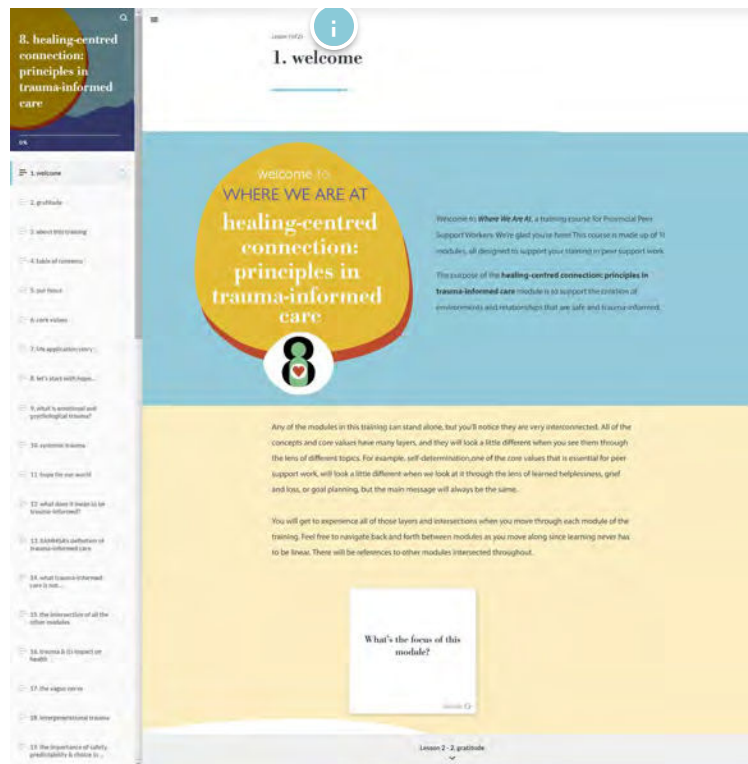 8. healing-centred
connection:
principles in
trauma-informed
care
0%
1. welcome
2. gratitude
3. about this training
4. table of contents
5. our focus
6. core values
7. life application story
8. let's start with hope...
9. what is emotional and
psychological trauma?
10. systemic trauma
11. hope for our world
12. what does it mean to be
trauma-informed?
13. SAMHSA's definition of
trauma-informed care
14. what trauma-informed
care is not...
15. the intersection of all the
other modules
16. trauma & its impact on
health
17. the vagus nerve
18. intergenerational trauma
19. the importance of safety,
predictability & choice in...
i
1. welcome
welcome to
WHERE WE ARE AT
healing-centred
connection:
principles in
trauma-informed
care
8
Welcome to Where We Are At, a training course for Provincial Peer
Support Workers. We're glad you're here! This course is made up of 11
modules, all designed to support your training in peer support work.
The purpose of the healing-centred connection: principles in
trauma-informed care module is to support the creation of
environments and relationships that are safe and trauma-informed.
Any of the modules in this training can stand alone, but you'll notice they are very interconnected. All of the
concepts and core values have many layers, and they will look a little different when you see them through
the lens of different topics. For example, self-determination,one of the core values that is essential for peer
support work, will look a little different when we look at it through the lens of learned helplessness, grief
and loss, or goal planning, but the main message will always be the same.
You will get to experience all of those layers and intersections when you move through each module of the
training. Feel free to navigate back and forth between modules as you move along since learning never has
to be linear. There will be references to other modules intersected throughout.
What's the focus of this
module?
Lesson 2 - 2. gratitude